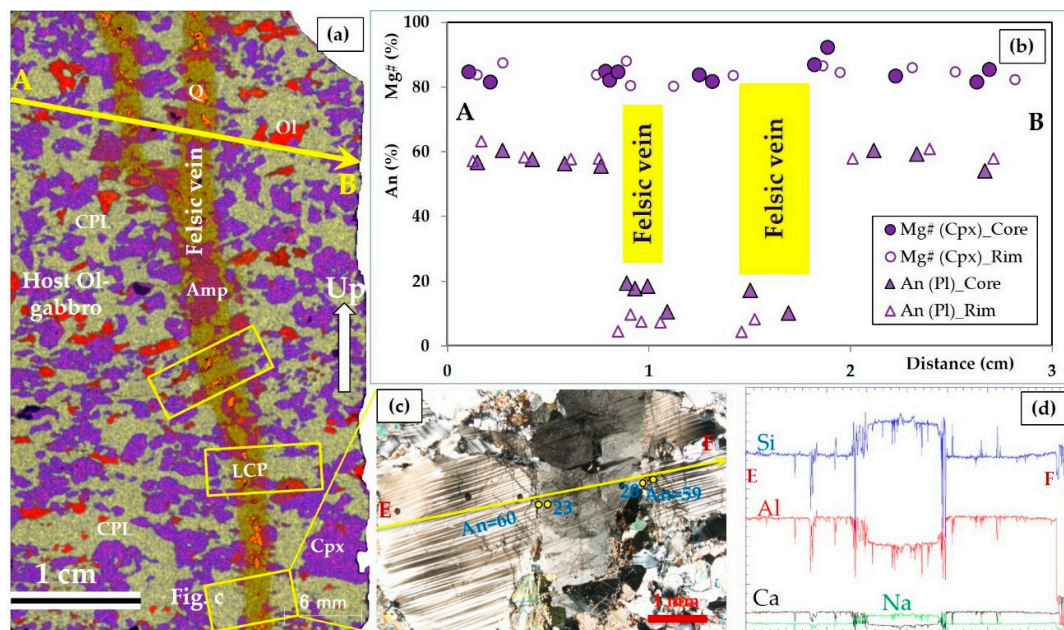 (a)
A
Q
Ol
B
Felsic vein
CPL
Host Ol-
gabbro
Amp
Up
LCP
CPL
Cpx
1 cm
Fig. c
6 mm
(b)
Mg# (%)
An (%)
100
80
60
40
20
0
A
B
Felsic vein
Felsic vein
Mg# (Cpx)_Core
Mg# (Cpx)_Rim
An (Pl)_Core
An (Pl)_Rim
0
1
2
3
Distance (cm)
(c)
E
F
An=60
23
20
An=59
1 mm
(d)
Si
E
F
Al
Ca
Na